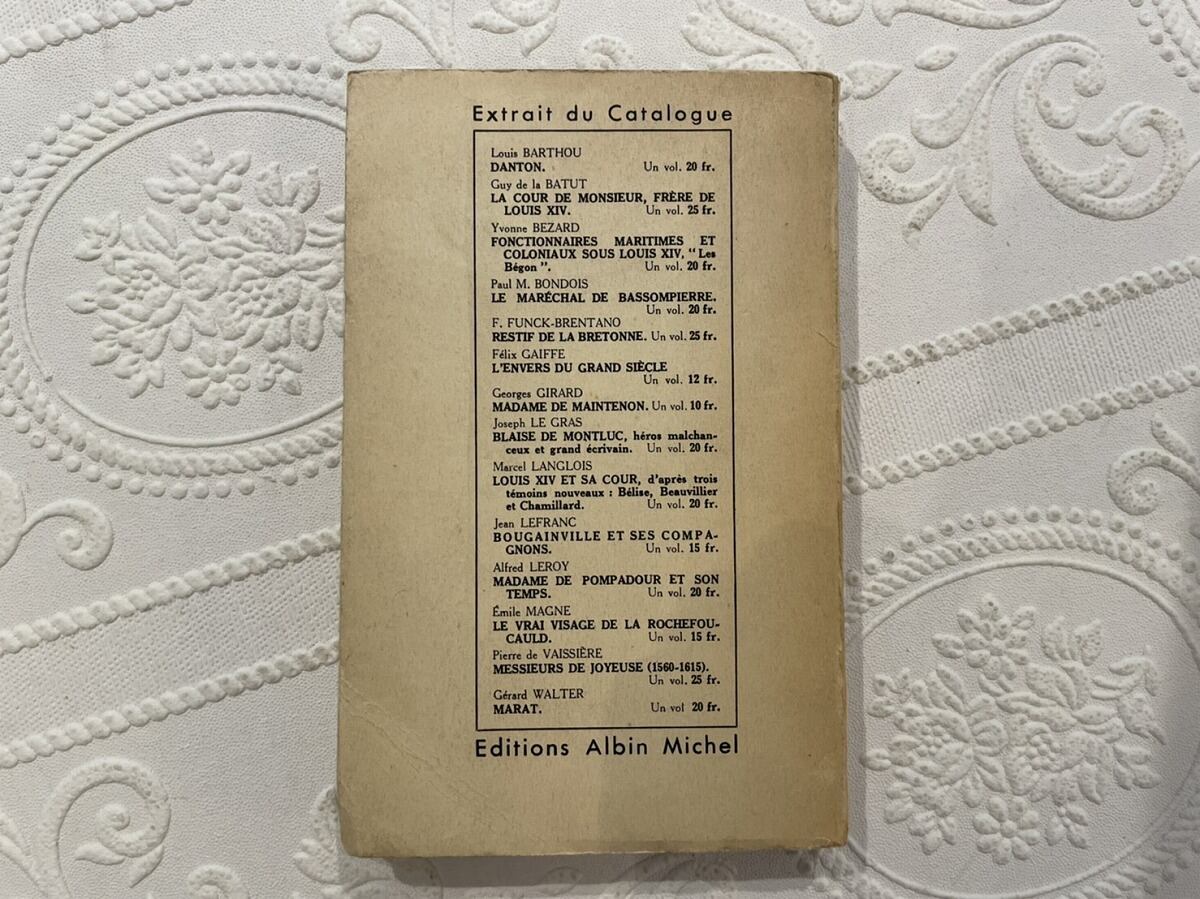 Extrait du Catalogue
Louis BARTHOU
DANTON. Un vol. 20 fr.
Guy de la BATUT
LA COUR DE MONSIEUR, FRÈRE DE
LOUIS XIV. Un vol. 25 fr.
Yvonne BEZARD
FONCTIONNAIRES MARITIMES ET
COLONIAUX SOUS LOUIS XIV, "Les
Bégon". Un vol. 20 fr.
Paul M. BONDOIS
LE MARÉCHAL DE BASSOMPIERRE.
Un vol. 20 fr.
F. FUNCK-BRENTANO
RESTIF DE LA BRETONNE. Un vol. 25 fr.
Félix GAIFFE
L'ENVERS DU GRAND SIÈCLE
Un vol. 12 fr.
Georges GIRARD
MADAME DE MAINTENON. Un vol. 10 fr.
Joseph LE GRAS
BLAISE DE MONTLUC, héros malchan-
ceux et grand écrivain. Un vol. 20 fr.
Marcel LANGLOIS
LOUIS XIV ET SA COUR, d'après trois
témoins nouveaux : Bélise, Beauvillier
et Chamillard. Un vol. 20 fr.
Jean LEFRANC
BOUGAINVILLE ET SES COMPA-
GNONS. Un vol. 15 fr.
Alfred LEROY
MADAME DE POMPADOUR ET SON
TEMPS. Un vol. 20 fr.
Émile MAGNE
LE VRAI VISAGE DE LA ROCHEFOU-
CAULD. Un vol. 15 fr.
Pierre de VAISSIÈRE
MESSIEURS DE JOYEUSE (1560-1615).
Un vol. 25 fr.
Gérard WALTER
MARAT. Un vol 20 fr.
Editions Albin Michel